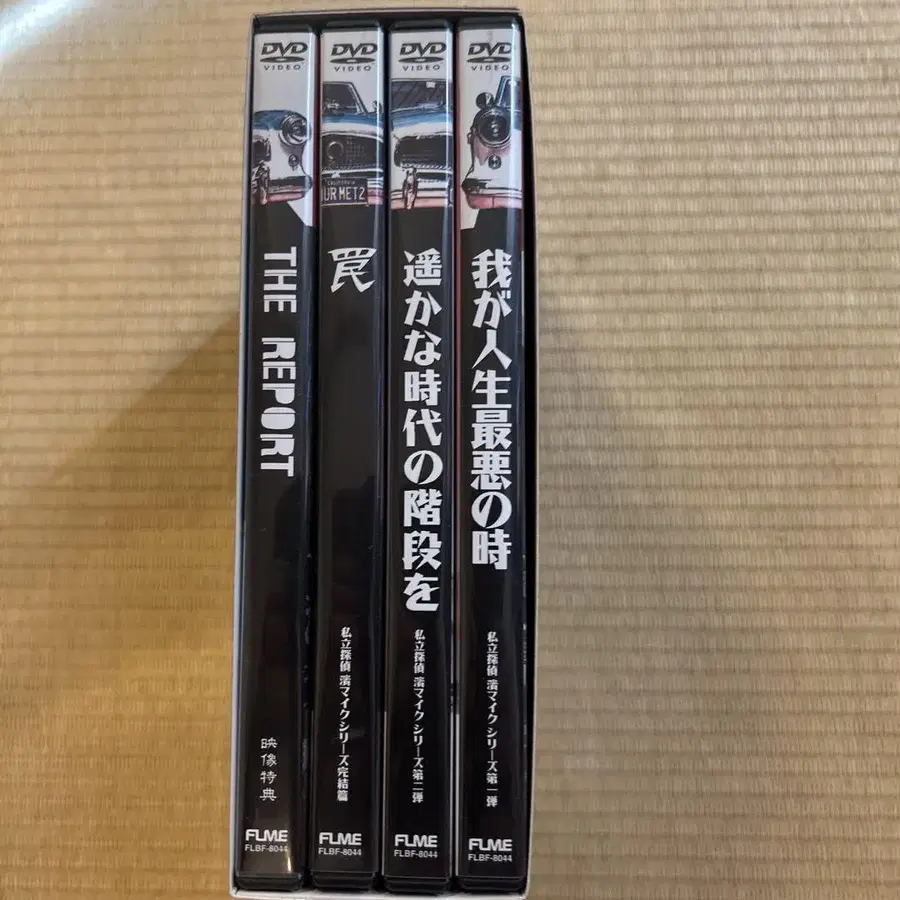 DVD
VIDEO
THE REPORT
映像特典
FLME
FLBF-8044
DVD
VIDEO
CALIFORNIA
UR METZ
罠
私立探偵 濱マイクシリーズ完結篇
FLME
FLBF-8044
DVD
VIDEO
遥かな時代の階段を
私立探偵 濱マイクシリーズ第二弾
FLME
FLBF-8044
DVD
VIDEO
我が人生最悪の時
私立探偵 濱マイクシリーズ第一弾
FLME
FLBF-8044